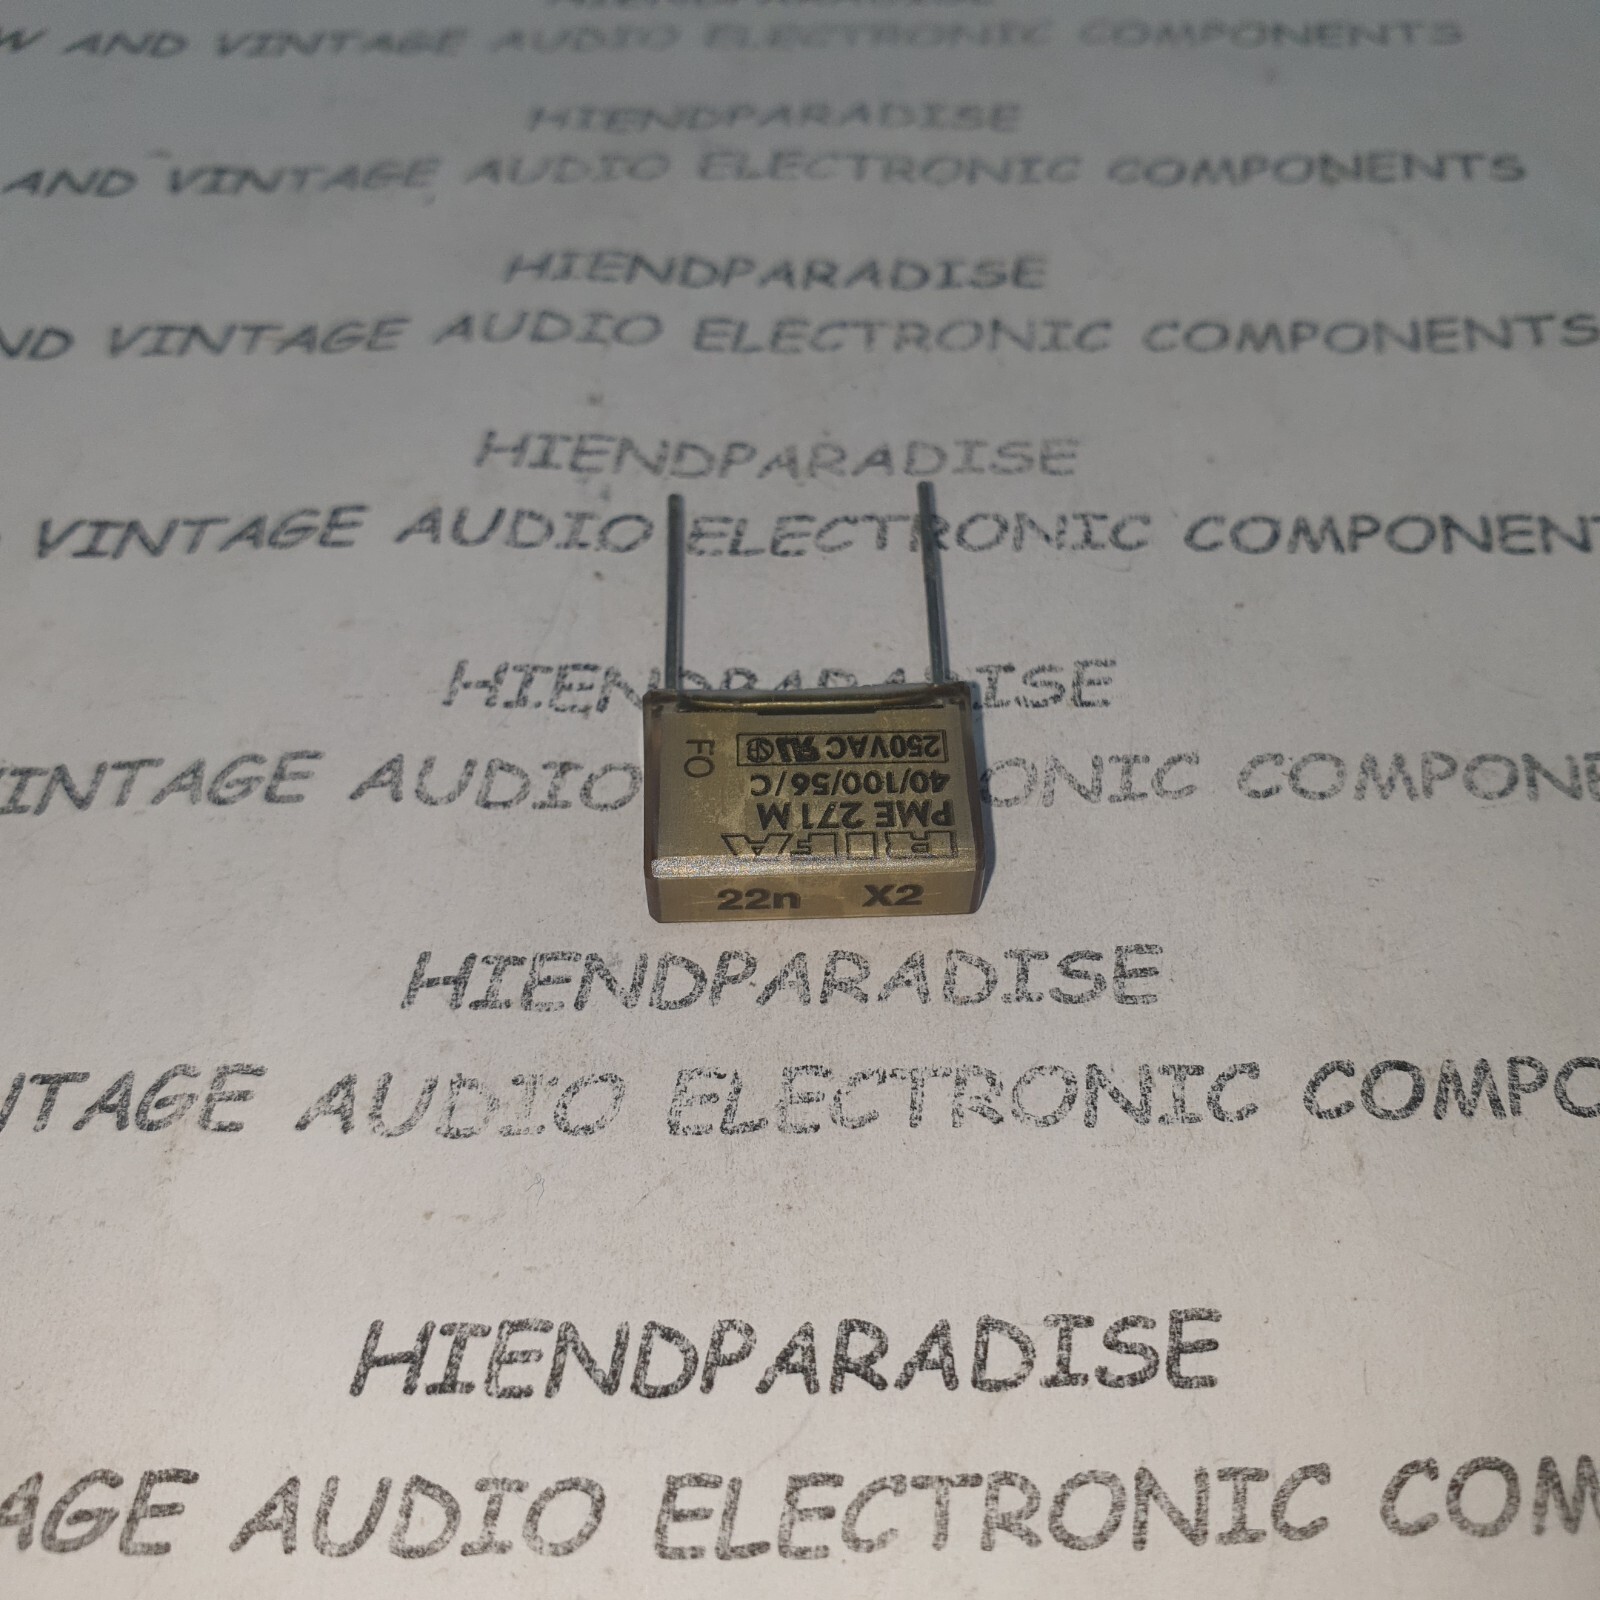 HIENDPARADISE
W AND VINTAGE AUDIO ELECTRONIC COMPONENTS
HIENDPARADISE
AND VINTAGE AUDIO ELECTRONIC COMPONENTS
HIENDPARADISE
ND VINTAGE AUDIO ELECTRONIC COMPONENTS
HIENDPARADISE
VINTAGE AUDIO ELECTRONIC COMPONENT
HIENDPARADISE
INTAGE AUDIO ONIC COMPONE
RIFA
PME 271 M
40/100/56/C
250VAC
FO
22n X2
HIENDPARADISE
NTAGE AUDIO ELECTRONIC COMPO
HIENDPARADISE
AGE AUDIO ELECTRONIC COM